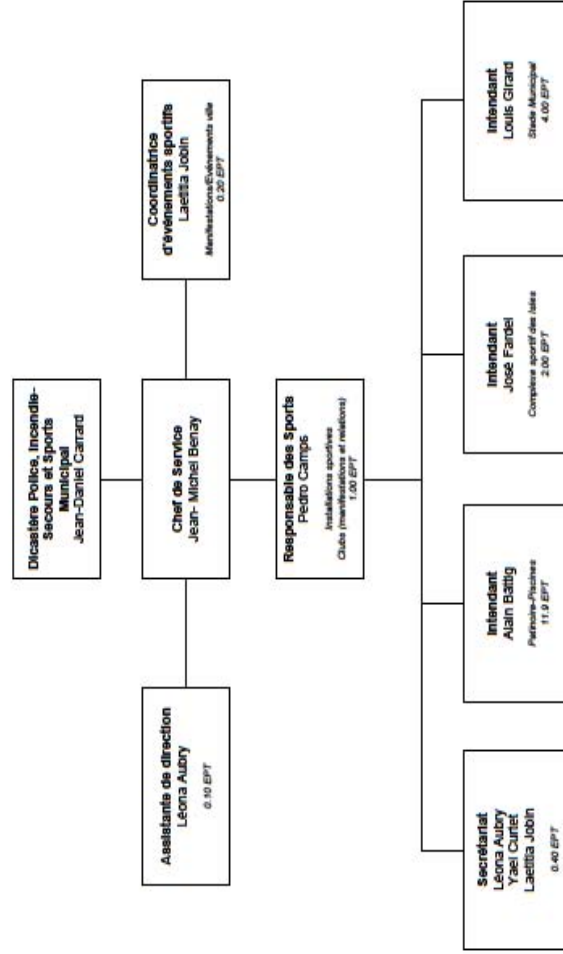 Dicastère Police, Incendie-
Secours et Sports
Municipal
Jean-Daniel Carrard
Assistante de direction
Léona Aubry
0.10 EPT
Chef de Service
Jean- Michel Benay
Coordinatrice
d'événements sportifs
Laetitia Jobin
Manifestations/Evénements ville
0.20 EPT
Responsable des Sports
Pedro Camps
Installations sportives
Clubs (manifestations et relations)
1.00 EPT
Secrétariat
Léona Aubry
Yael Curtet
Laetitia Jobin
0.40 EPT
Intendant
Alain Bättig
Patinoire-Piscines
11.9 EPT
Intendant
José Fardel
Complexe sportif des Isles
2.00 EPT
Intendant
Louis Girard
Stade Municipal
4.00 EPT